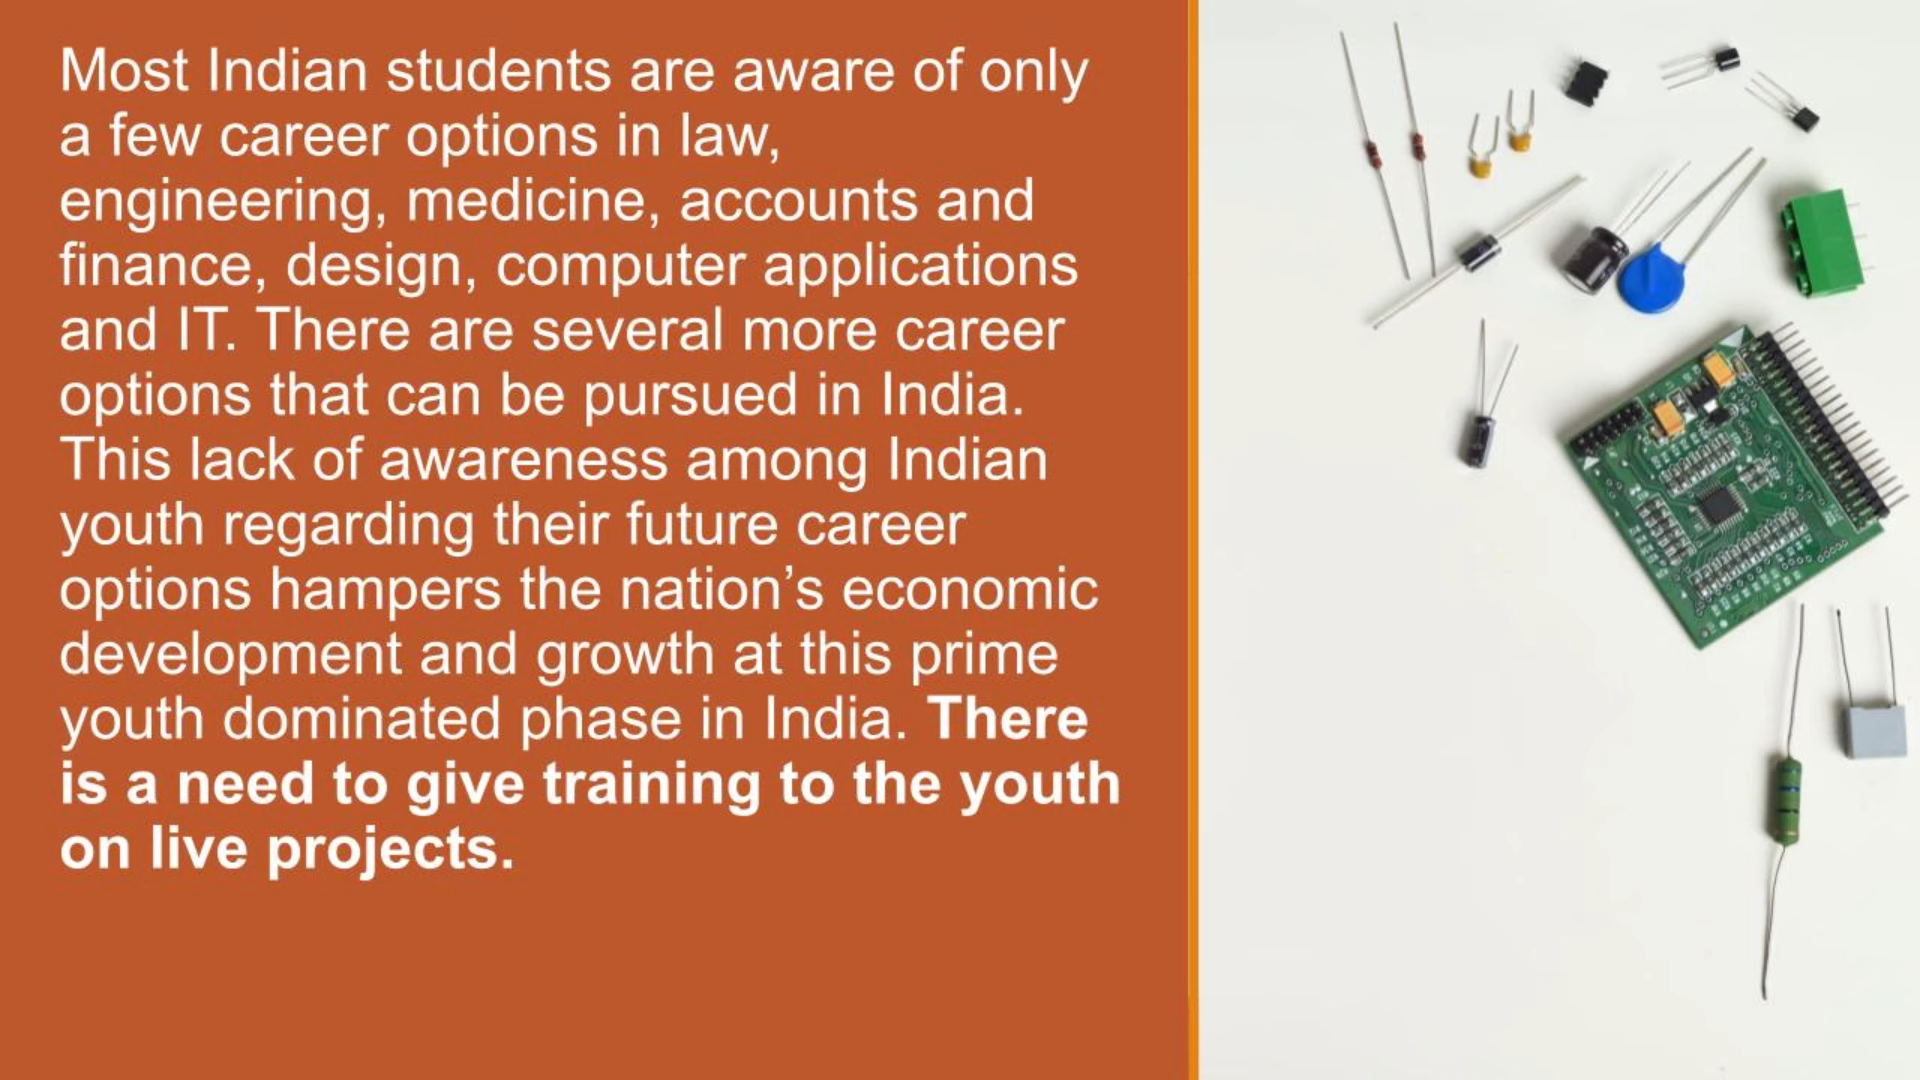 Most Indian students are aware of only
a few career options in law,
engineering, medicine, accounts and
finance, design, computer applications
and IT. There are several more career
options that can be pursued in India.
This lack of awareness among Indian
youth regarding their future career
options hampers the nation’s economic
development and growth at this prime
youth dominated phase in India. There
is a need to give training to the youth
on live projects.